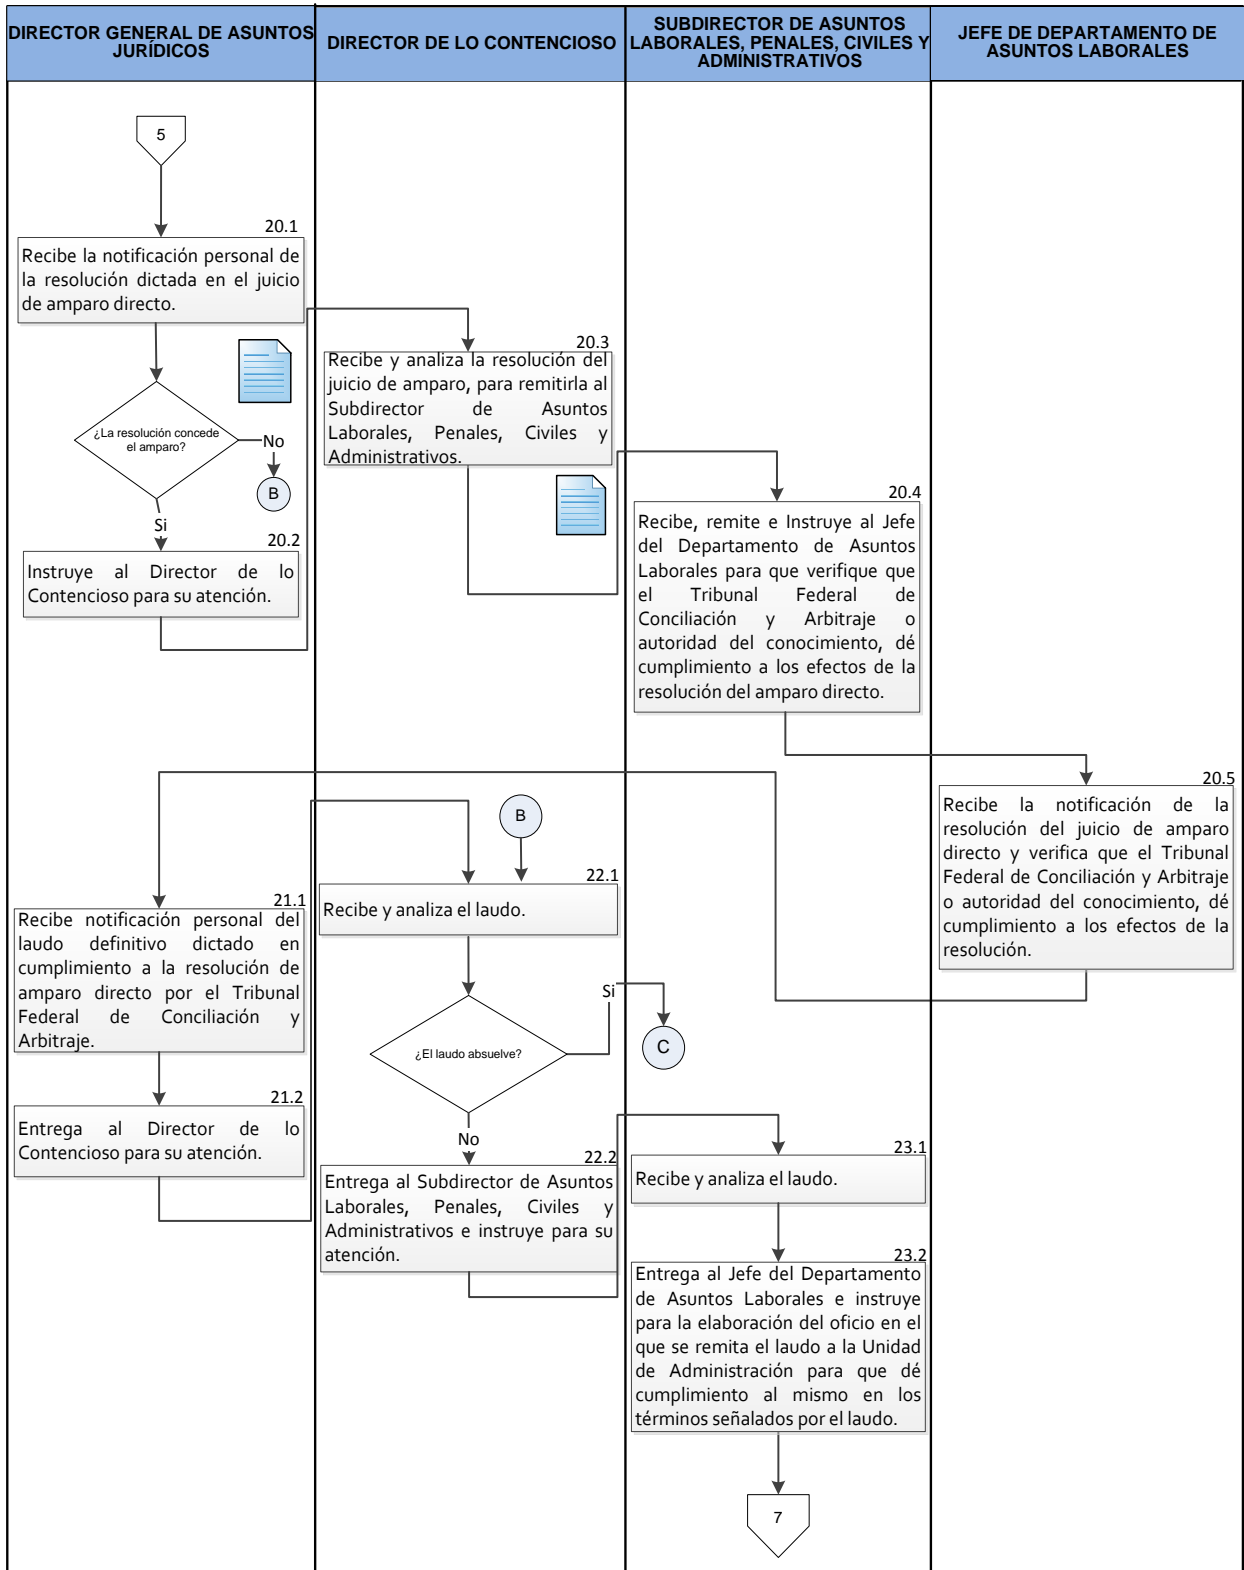 DIRECTOR GENERAL DE ASUNTOS
JURÍDICOS
DIRECTOR DE LO CONTENCIOSO
SUBDIRECTOR DE ASUNTOS
LABORALES, PENALES, CIVILES Y
ADMINISTRATIVOS
JEFE DE DEPARTAMENTO DE
ASUNTOS LABORALES
5
20.1
Recibe la notificación personal de
la resolución dictada en el juicio
de amparo directo.
¿La resolución concede
el amparo?
No
B
Si
20.2
Instruye al Director de lo
Contencioso para su atención.
20.3
Recibe y analiza la resolución del
juicio de amparo, para remitirla al
Subdirector de Asuntos
Laborales, Penales, Civiles y
Administrativos.
20.4
Recibe, remite e Instruye al Jefe
del Departamento de Asuntos
Laborales para que verifique que
el Tribunal Federal de
Conciliación y Arbitraje o
autoridad del conocimiento, dé
cumplimiento a los efectos de la
resolución del amparo directo.
20.5
Recibe la notificación de la
resolución del juicio de amparo
directo y verifica que el Tribunal
Federal de Conciliación y Arbitraje
o autoridad del conocimiento, dé
cumplimiento a los efectos de la
resolución.
21.1
Recibe notificación personal del
laudo definitivo dictado en
cumplimiento a la resolución de
amparo directo por el Tribunal
Federal de Conciliación y
Arbitraje.
21.2
Entrega al Director de lo
Contencioso para su atención.
B
22.1
Recibe y analiza el laudo.
¿El laudo absuelve?
Si
C
No
22.2
Entrega al Subdirector de Asuntos
Laborales, Penales, Civiles y
Administrativos e instruye para su
atención.
23.1
Recibe y analiza el laudo.
23.2
Entrega al Jefe del Departamento
de Asuntos Laborales e instruye
para la elaboración del oficio en el
que se remita el laudo a la Unidad
de Administración para que dé
cumplimiento al mismo en los
términos señalados por el laudo.
7